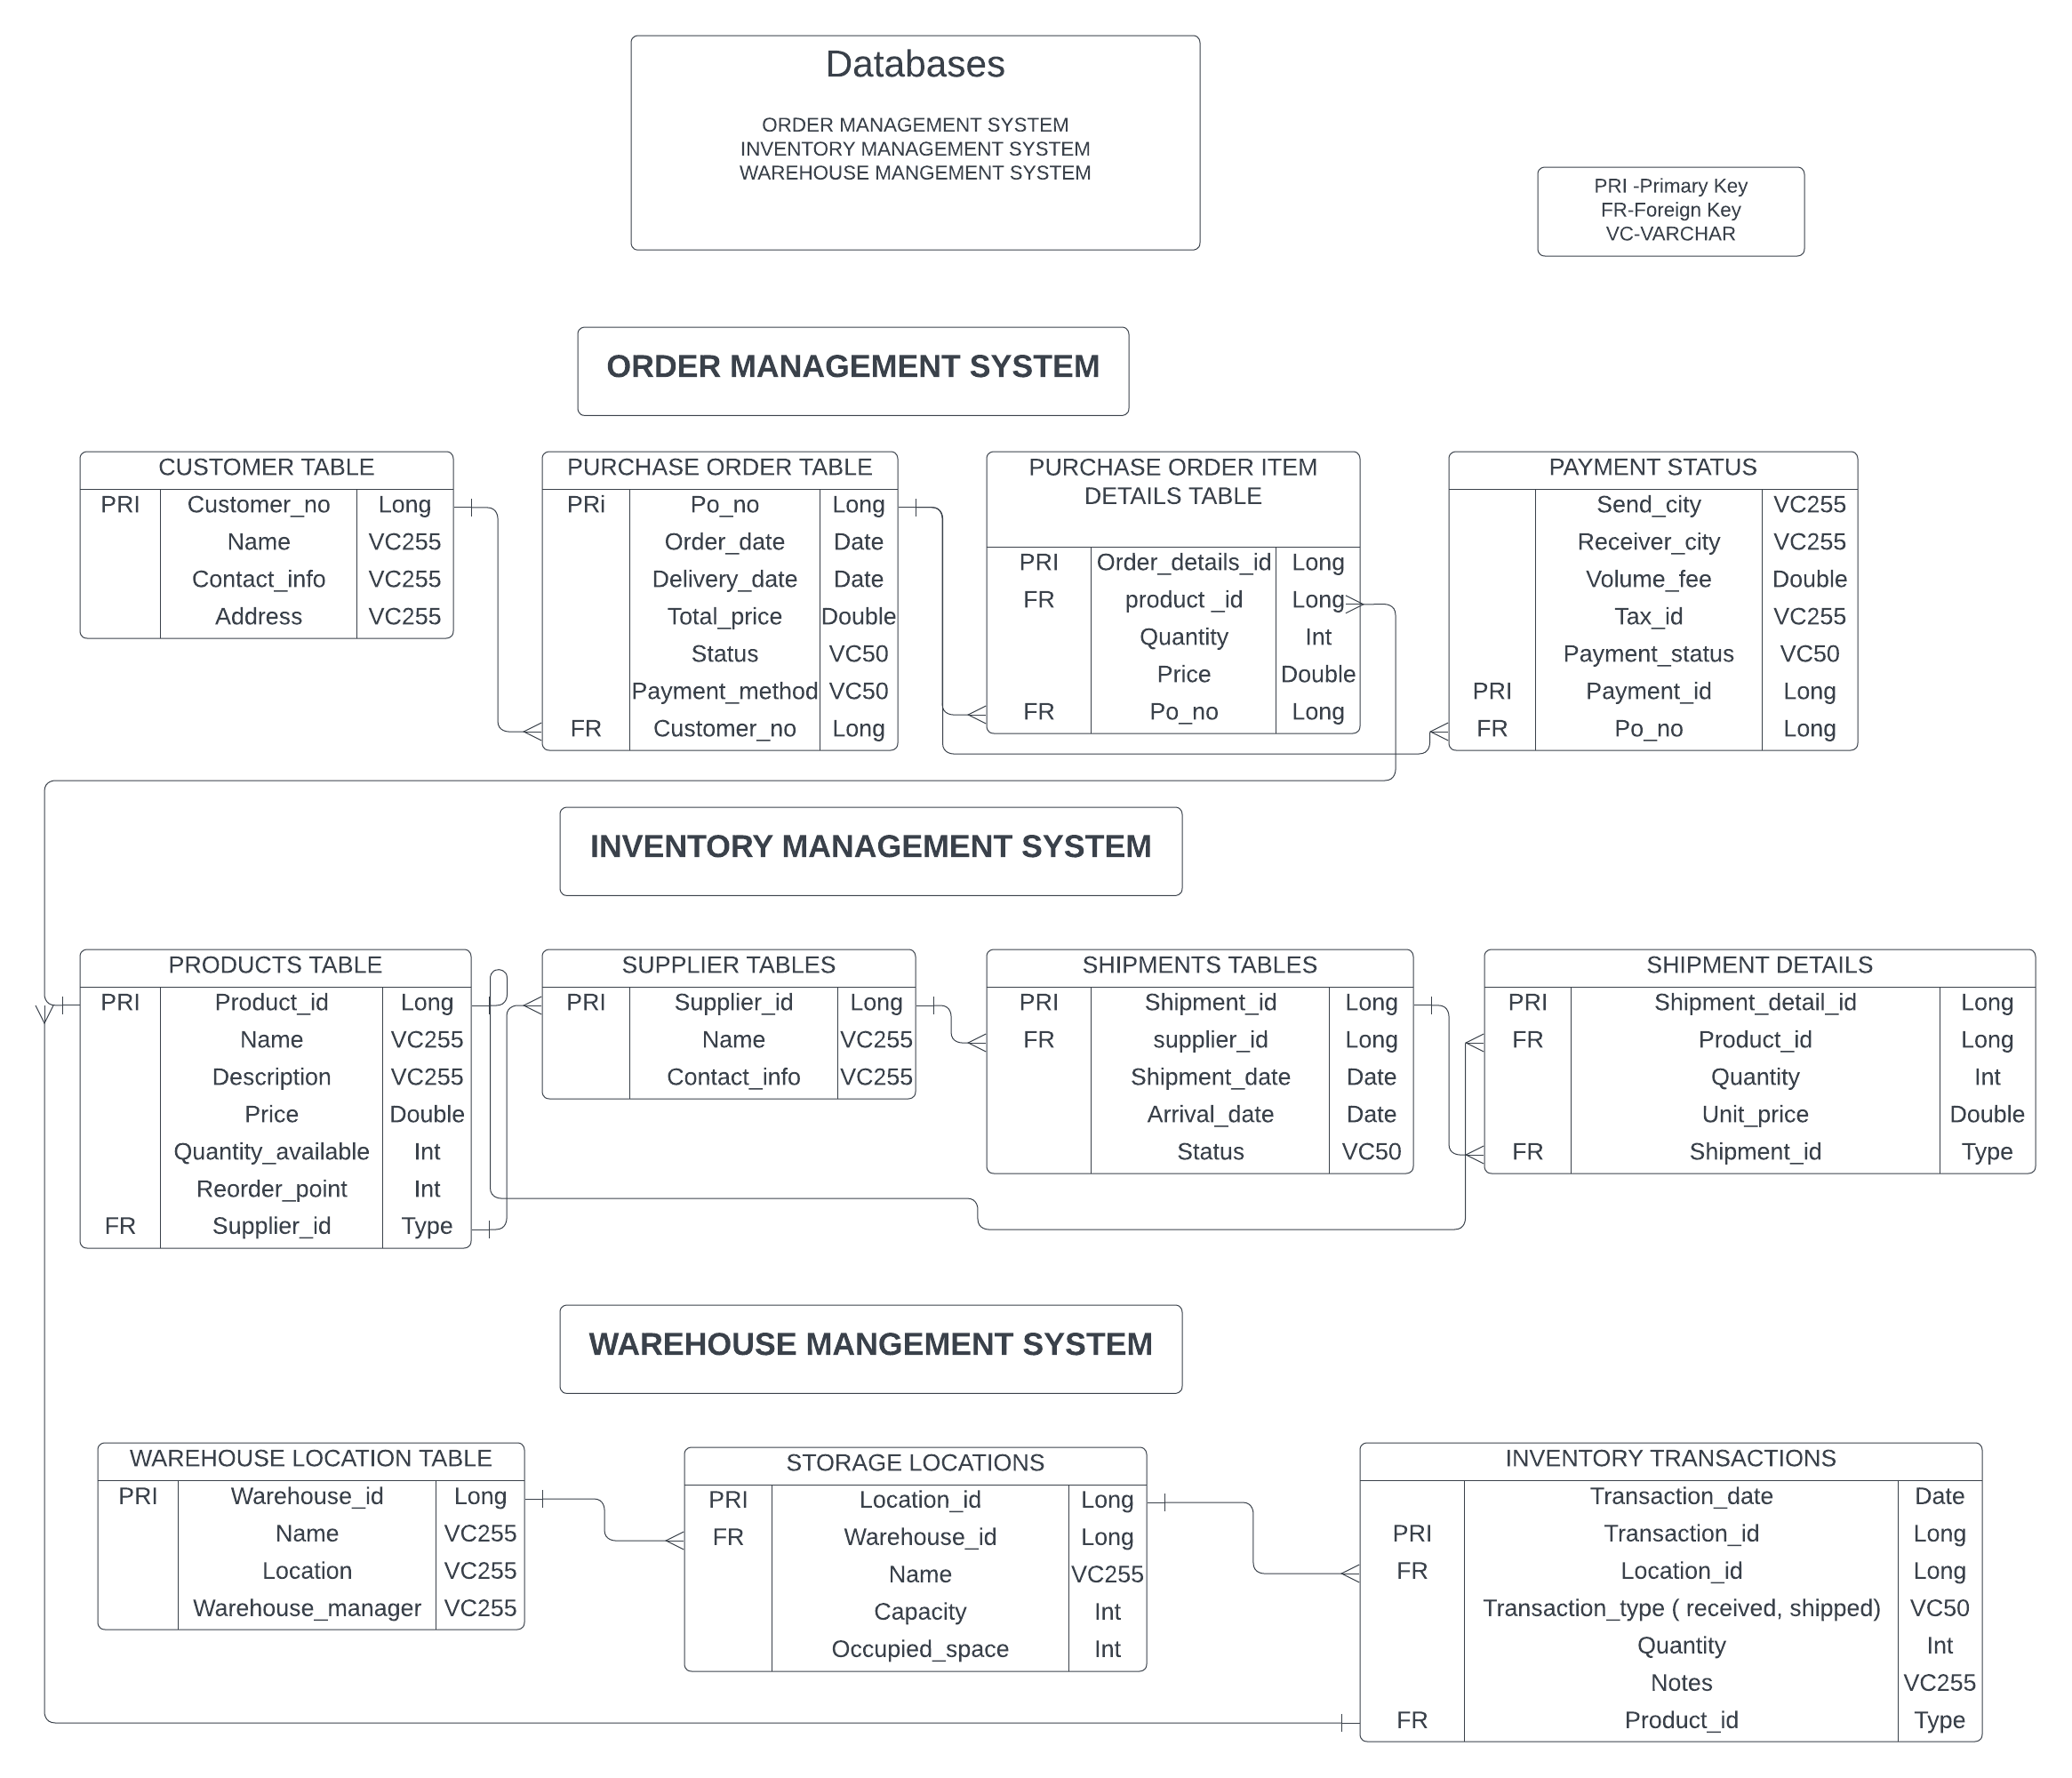 Databases
ORDER MANAGEMENT SYSTEM
INVENTORY MANAGEMENT SYSTEM
WAREHOUSE MANGEMENT SYSTEM
PRI -Primary Key
FR-Foreign Key
VC-VARCHAR
ORDER MANAGEMENT SYSTEM
CUSTOMER TABLE
PRI Customer_no Long
Name VC255
Contact_info VC255
Address VC255
PURCHASE ORDER TABLE
PRi Po_no Long
Order_date Date
Delivery_date Date
Total_price Double
Status VC50
Payment_method VC50
FR Customer_no Long
PURCHASE ORDER ITEM
DETAILS TABLE
PRI Order_details_id Long
FR product _id Long
Quantity Int
Price Double
FR Po_no Long
PAYMENT STATUS
Send_city VC255
Receiver_city VC255
Volume_fee Double
Tax_id VC255
Payment_status VC50
PRI Payment_id Long
FR Po_no Long
INVENTORY MANAGEMENT SYSTEM
PRODUCTS TABLE
PRI Product_id Long
Name VC255
Description VC255
Price Double
Quantity_available Int
Reorder_point Int
FR Supplier_id Type
SUPPLIER TABLES
PRI Supplier_id Long
Name VC255
Contact_info VC255
SHIPMENTS TABLES
PRI Shipment_id Long
FR supplier_id Long
Shipment_date Date
Arrival_date Date
Status VC50
SHIPMENT DETAILS
PRI Shipment_detail_id Long
FR Product_id Long
Quantity Int
Unit_price Double
FR Shipment_id Type
WAREHOUSE MANGEMENT SYSTEM
WAREHOUSE LOCATION TABLE
PRI Warehouse_id Long
Name VC255
Location VC255
Warehouse_manager VC255
STORAGE LOCATIONS
PRI Location_id Long
FR Warehouse_id Long
Name VC255
Capacity Int
Occupied_space Int
INVENTORY TRANSACTIONS
Transaction_date Date
PRI Transaction_id Long
FR Location_id Long
Transaction_type ( received, shipped) VC50
Quantity Int
Notes VC255
FR Product_id Type